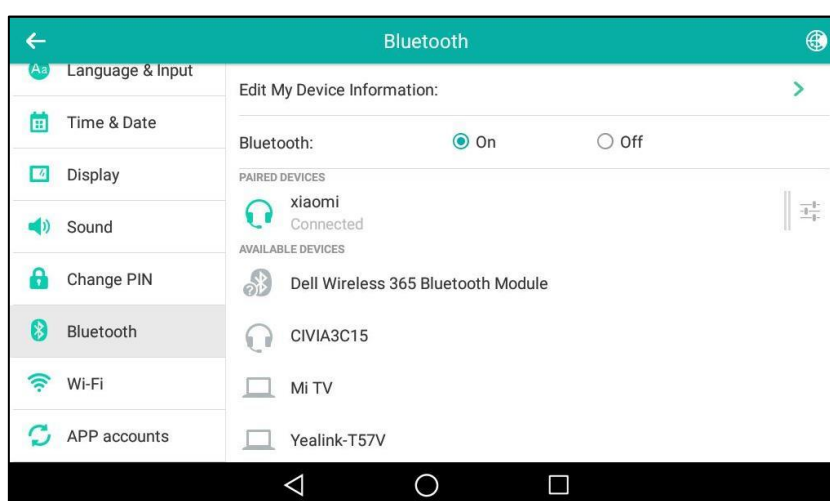 Bluetooth
Aa Language & Input
Time & Date
Display
Sound
Change PIN
Bluetooth
Wi-Fi
APP accounts
Edit My Device Information:
Bluetooth: On Off
PAIRED DEVICES
xiaomi
Connected
AVAILABLE DEVICES
? Dell Wireless 365 Bluetooth Module
CIVIA3C15
Mi TV
Yealink-T57V